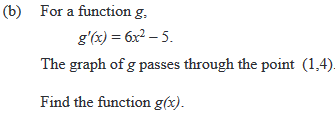 (b) For a function g,
g'(x) = 6x² – 5.
The graph of g passes through the point (1,4).
Find the function g(x).